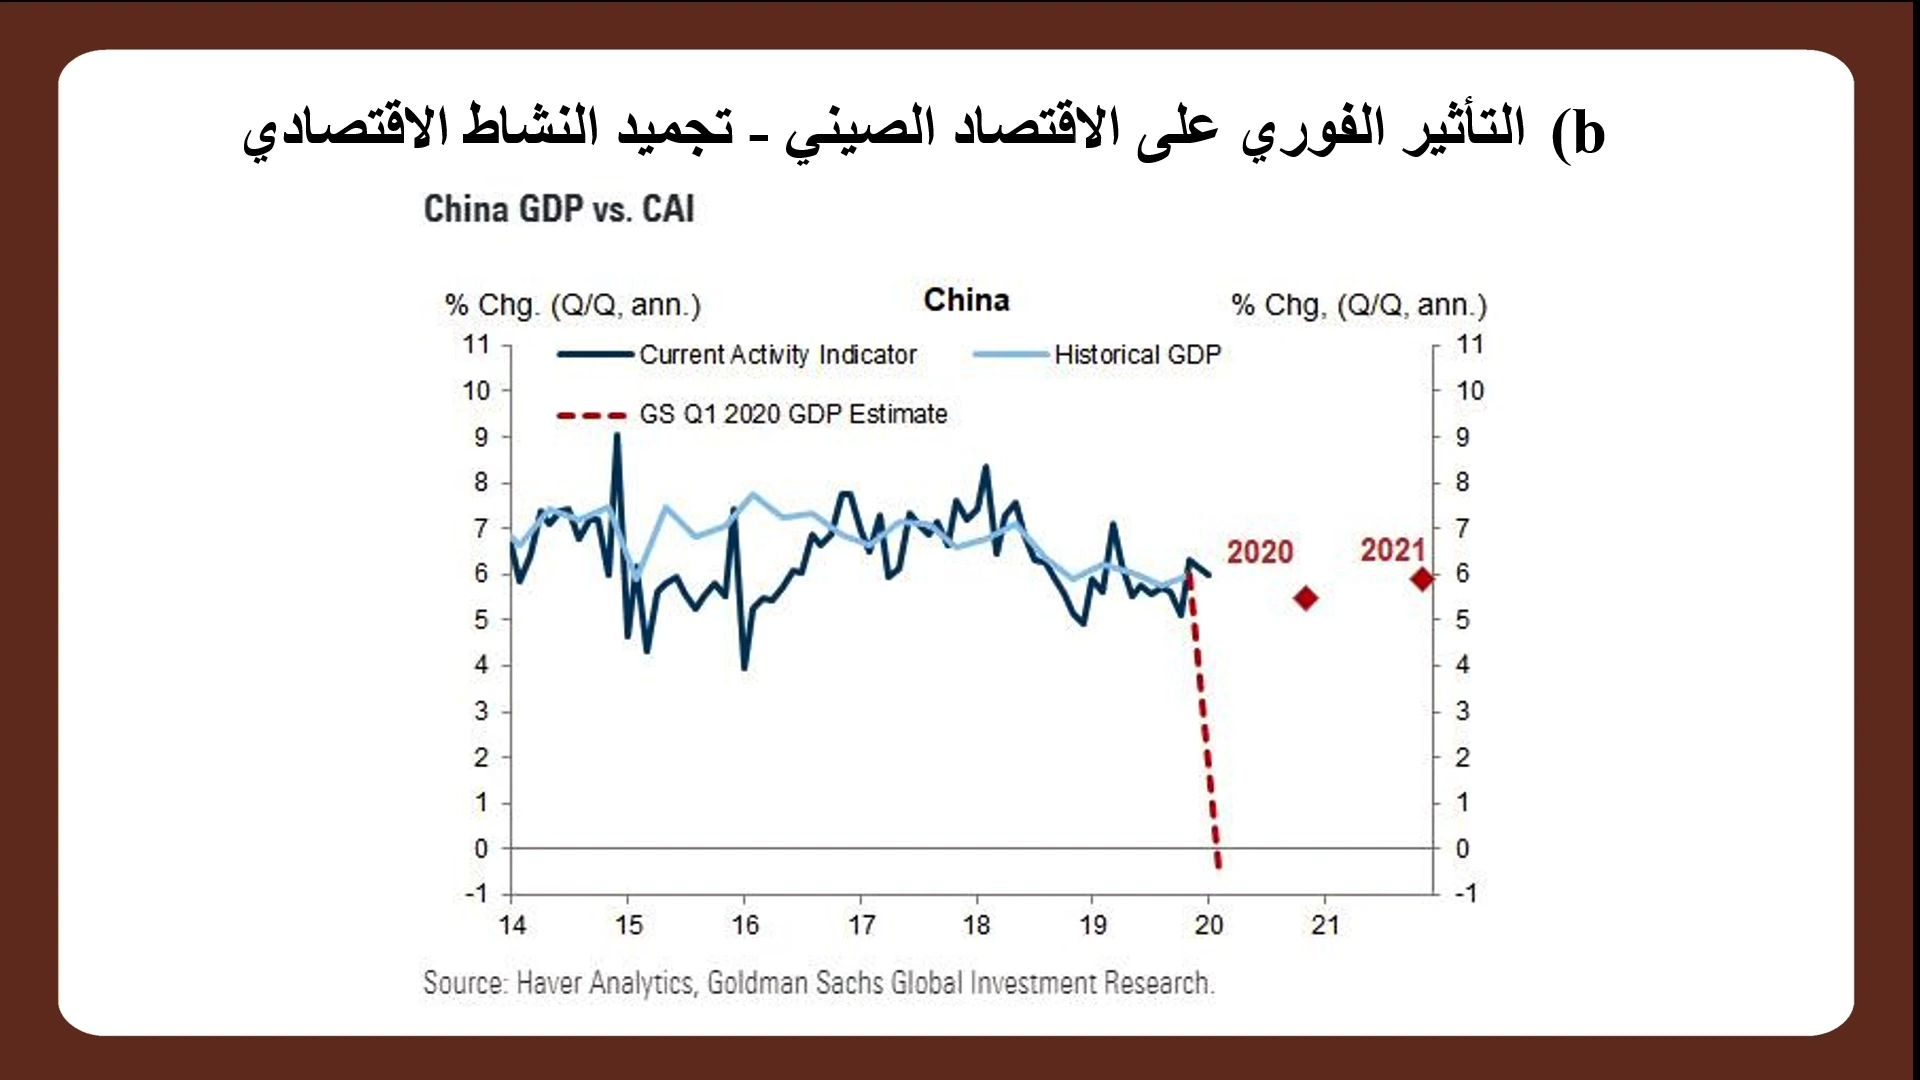 b) التأثير الفوري على الاقتصاد الصيني - تجميد النشاط الاقتصادي
China GDP vs. CAI
% Chg. (Q/Q, ann.)
China
% Chg, (Q/Q, ann.)
Current Activity Indicator
Historical GDP
GS Q1 2020 GDP Estimate
11
10
9
8
7
6
5
4
3
2
1
0
-1
2020
2021
11
10
9
8
7
6
5
4
3
2
1
0
-1
14 15 16 17 18 19 20 21
Source: Haver Analytics, Goldman Sachs Global Investment Research.